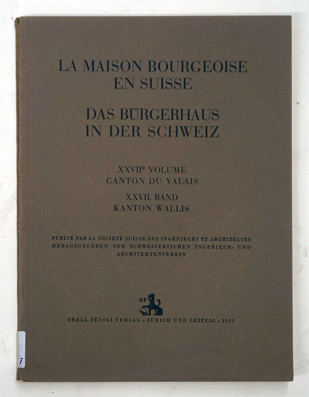 LA MAISON BOURGEOISE
EN SUISSE
DAS BÜRGERHAUS
IN DER SCHWEIZ
XXVIIe VOLUME
CANTON DU VALAIS
XXVII. BAND
KANTON WALLIS
PUBLIÉ PAR LA SOCIÉTÉ SUISSE DES INGÉNIEURS ET ARCHITECTES
HERAUSGEGEBEN VOM SCHWEIZERISCHEN INGENIEUR- UND
ARCHITEKTENVEREIN
OF
ORELL FÜSSLI VERLAG · ZÜRICH UND LEIPZIG ·
7